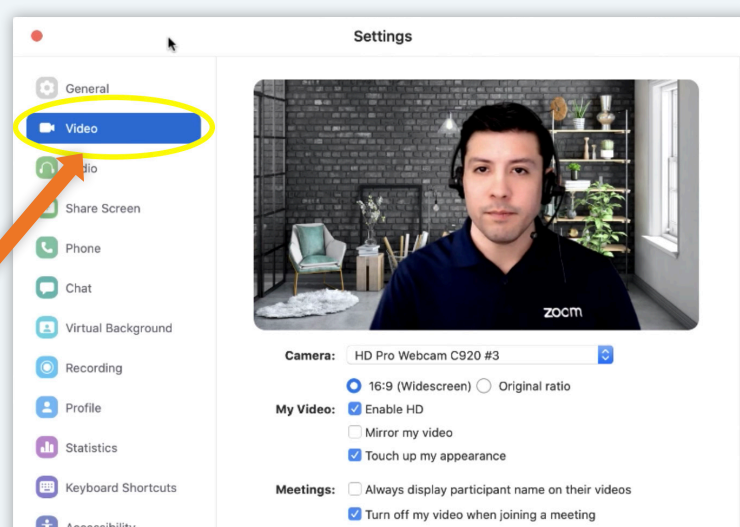 Settings
General
Video
dio
Share Screen
Phone
Chat
Virtual Background
Recording
Profile
Statistics
Keyboard Shortcuts
Accessibility
zoom
Camera: HD Pro Webcam C920 #3
16:9 (Widescreen) Original ratio
My Video: Enable HD
Mirror my video
Touch up my appearance
Meetings: Always display participant name on their videos
Turn off my video when joining a meeting